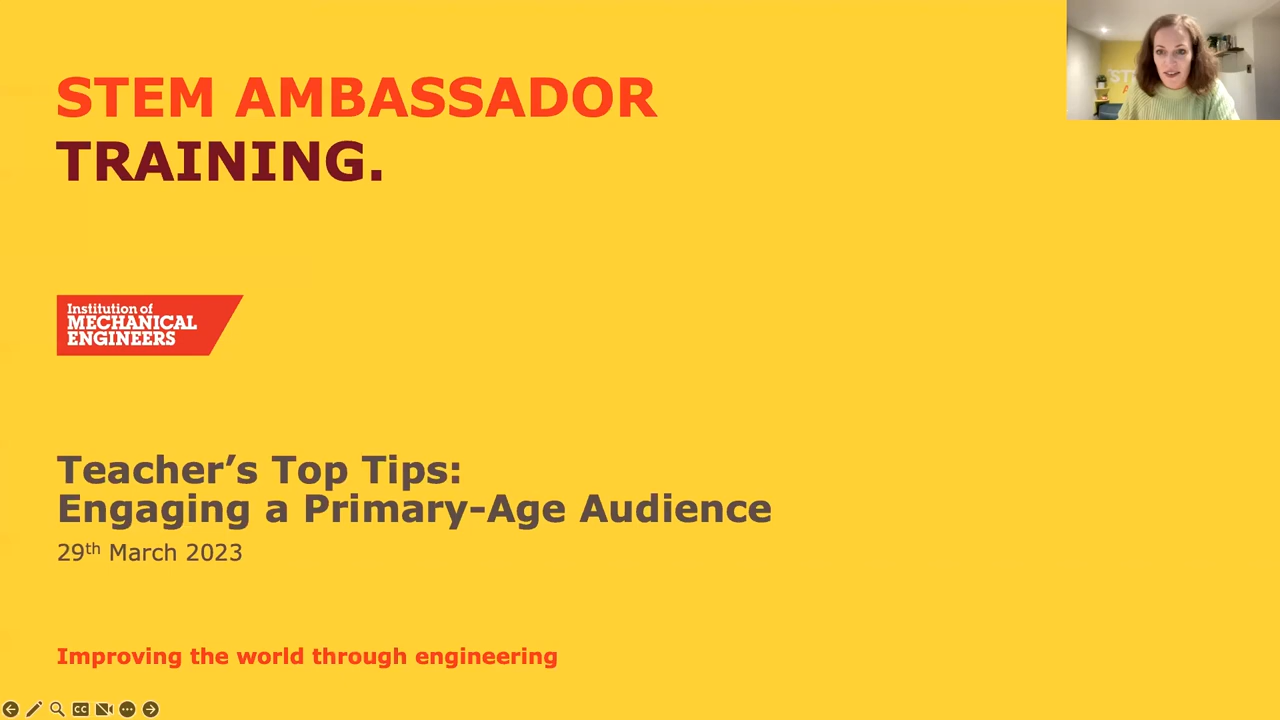 STEM AMBASSADOR
TRAINING.
Institution of
MECHANICAL
ENGINEERS
Teacher’s Top Tips:
Engaging a Primary-Age Audience
29th March 2023
Improving the world through engineering
CC